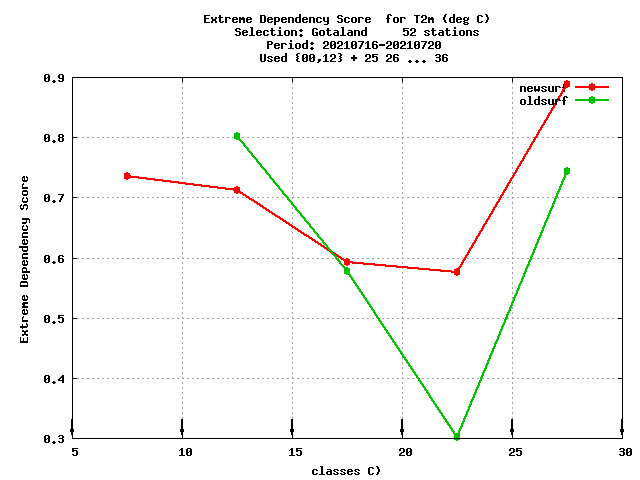 Extreme Dependency Score  for T2m (deg C)
Selection: Gotaland     52 stations
Period: 20210716-20210720
Used {00,12} + 25 26 ... 36
0.9
newsurf
oldsurf
0.8
0.7
0.6
0.5
0.4
0.3
Extreme Dependency Score
5 10 15 20 25 30
classes C)